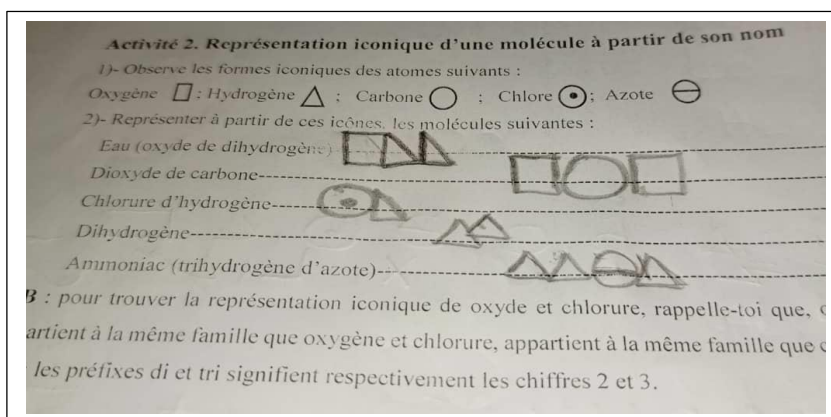 Activité 2. Représentation iconique d'une molécule à partir de son nom
1)- Observe les formes iconiques des atomes suivants :
Oxygène : Hydrogène ; Carbone ; Chlore ; Azote
2)- Représenter à partir de ces icônes, les molécules suivantes :
Eau (oxyde de dihydrogène)
Dioxyde de carbone
Chlorure d'hydrogène
Dihydrogène
Ammoniac (trihydrogène d'azote)
B : pour trouver la représentation iconique de oxyde et chlorure, rappelle-toi que,
artient à la même famille que oxygène et chlorure, appartient à la même famille que
les préfixes di et tri signifient respectivement les chiffres 2 et 3.